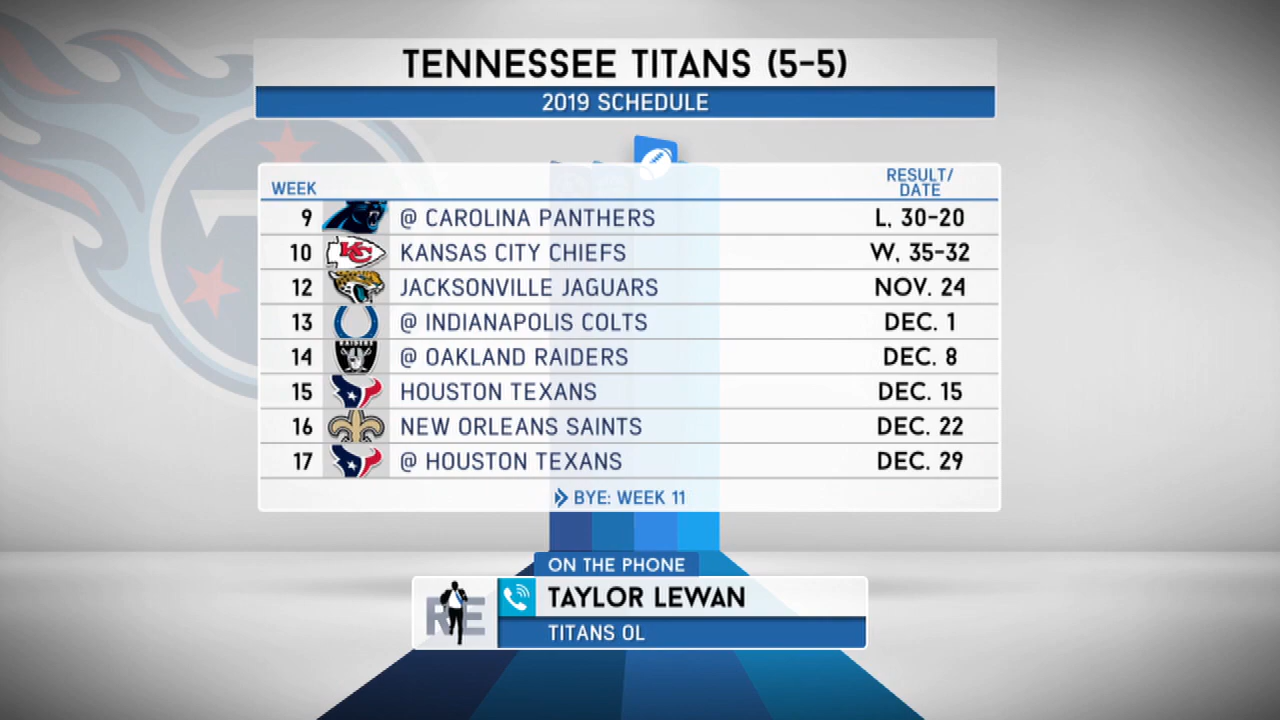 TENNESSEE TITANS (5-5)
2019 SCHEDULE
WEEK RESULT/
DATE
9 @ CAROLINA PANTHERS L, 30-20
10 KC KANSAS CITY CHIEFS W, 35-32
12 JACKSONVILLE JAGUARS NOV. 24
13 @ INDIANAPOLIS COLTS DEC. 1
14 RAIDERS @ OAKLAND RAIDERS DEC. 8
15 HOUSTON TEXANS DEC. 15
16 NEW ORLEANS SAINTS DEC. 22
17 @ HOUSTON TEXANS DEC. 29
BYE: WEEK 11
ON THE PHONE
RE TAYLOR LEWAN
TITANS OL